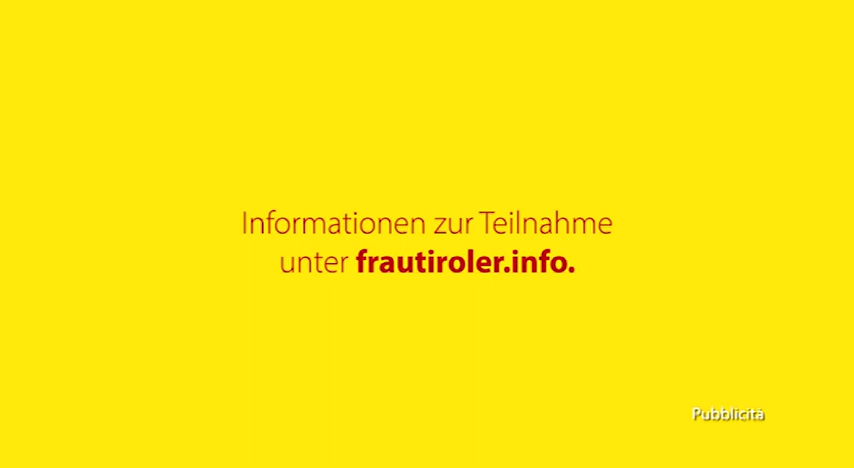 Informationen zur Teilnahme
unter frautiroler.info.
Pubblicità